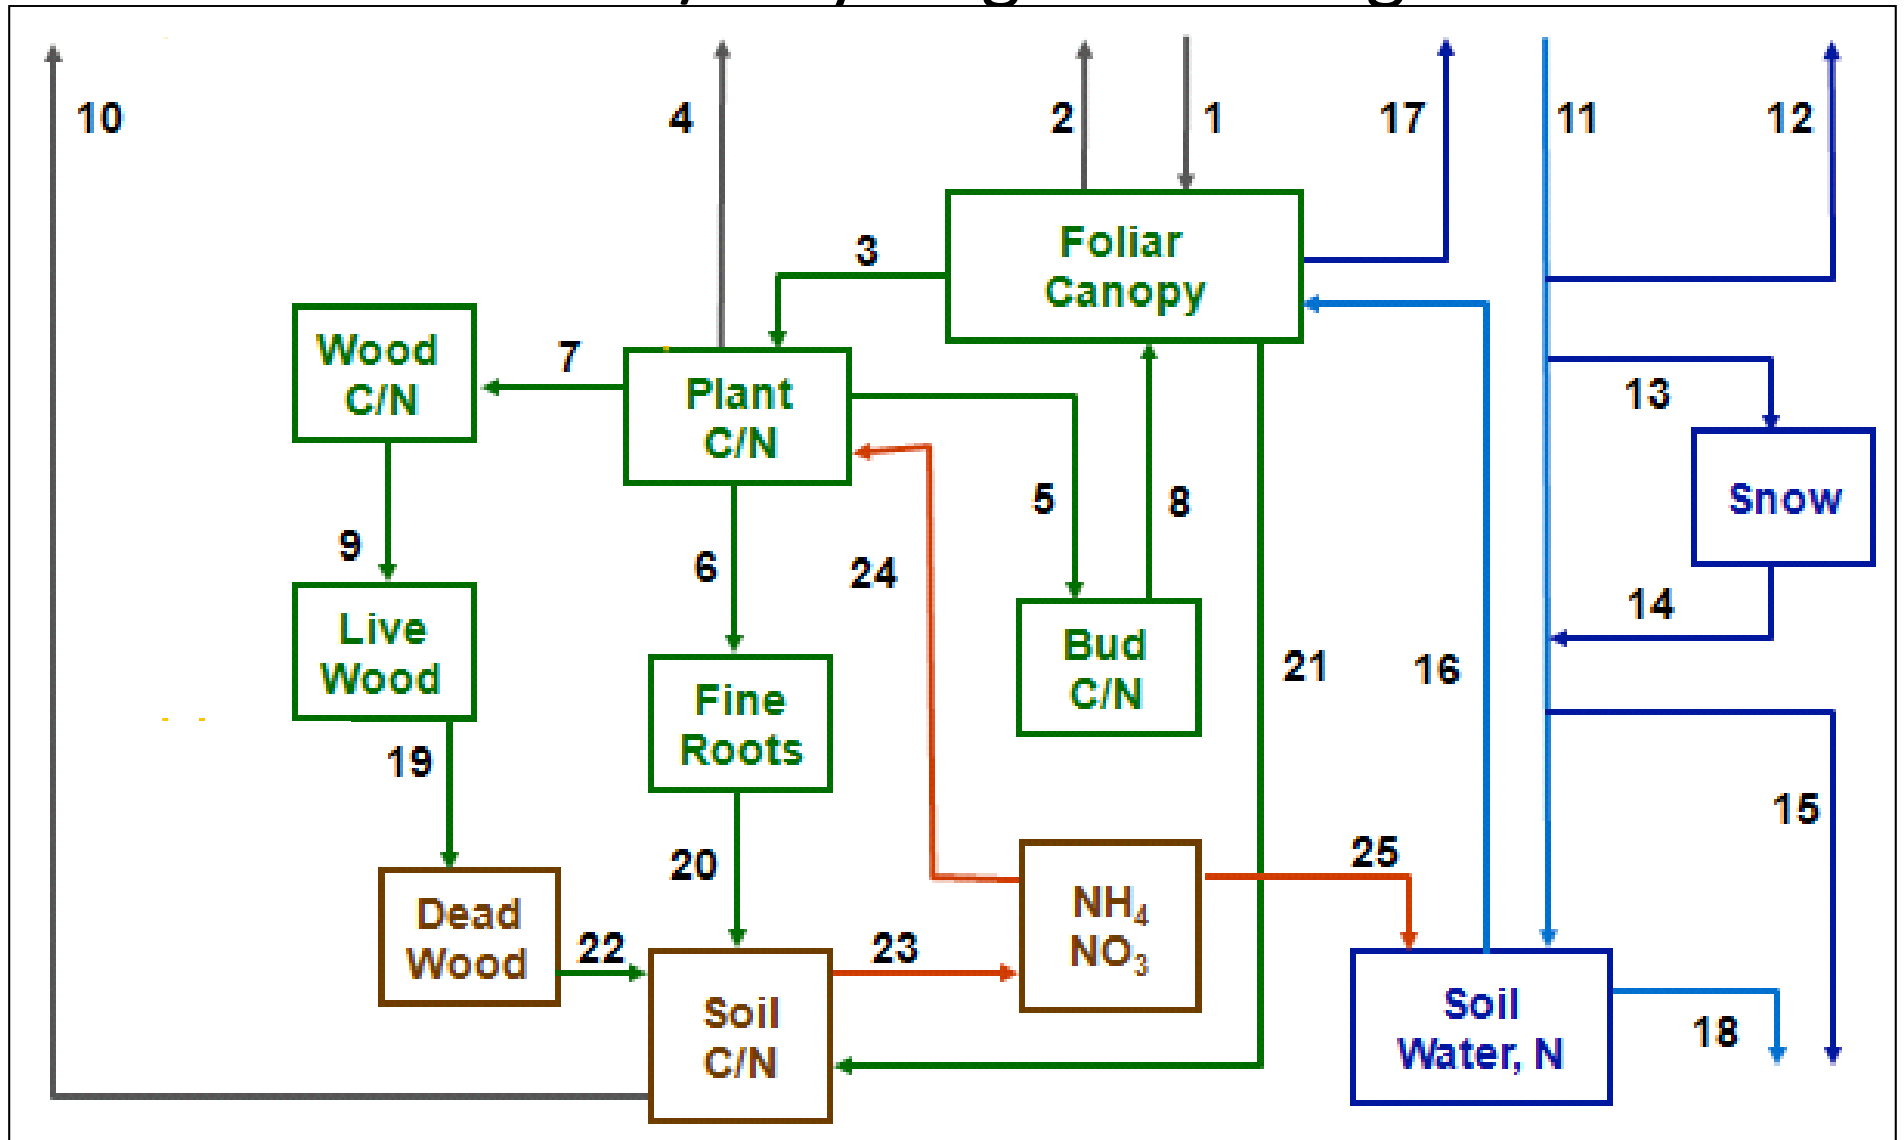 10
4
2
1
17
11
12
Foliar
Canopy
3
Wood
C/N
7
Plant
C/N
13
Snow
5
8
9
6
24
14
Live
Wood
Bud
C/N
21
16
Fine
Roots
19
15
20
25
Dead
Wood
NH₄
NO₃
22
23
Soil
C/N
Soil
Water, N
18